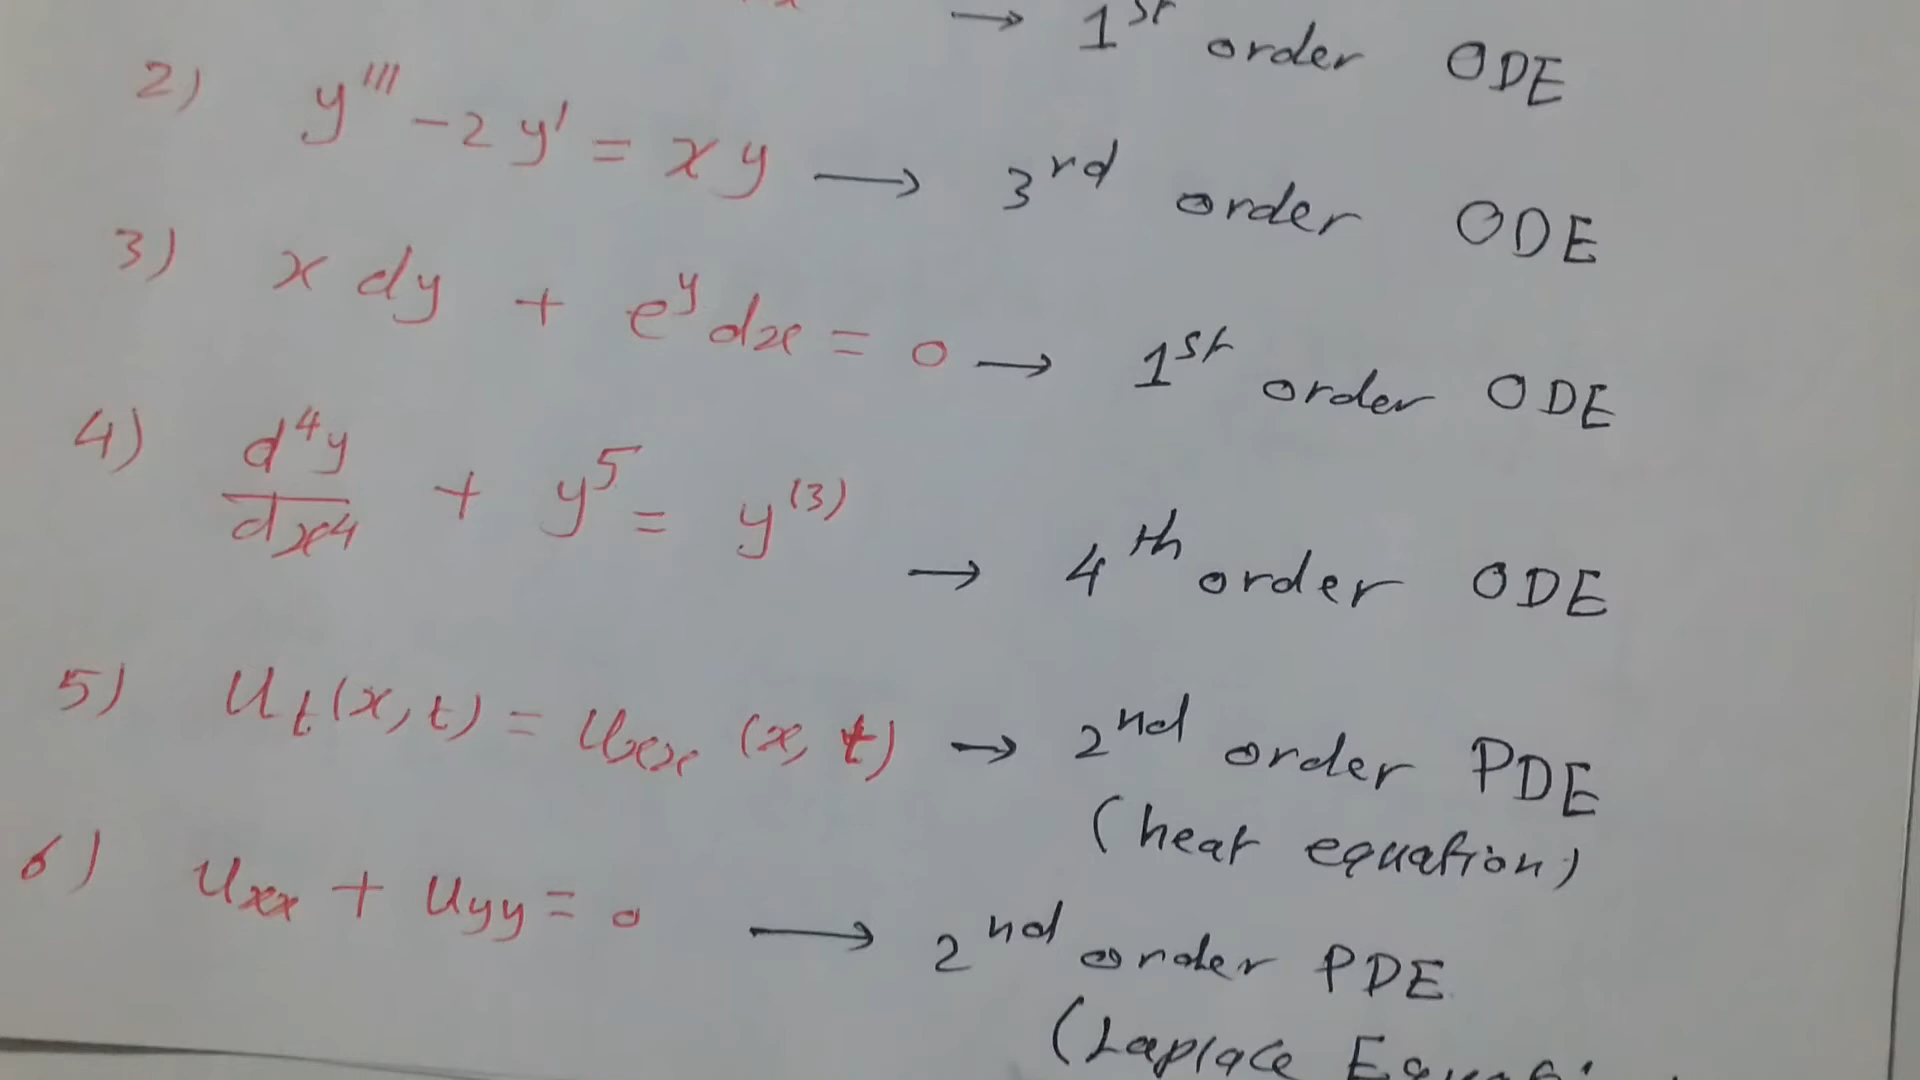 → 1st order ODE
2) y''' - 2y' = xy → 3rd order ODE
3) x dy + e^y dx = 0 → 1st order ODE
4) d⁴y/dx⁴ + y⁵ = y⁽³⁾ → 4th order ODE
5) u_t(x,t) = u_xx (x,t) → 2nd order PDE
(heat equation)
6) u_xx + u_yy = 0 → 2nd order PDE
(Laplace